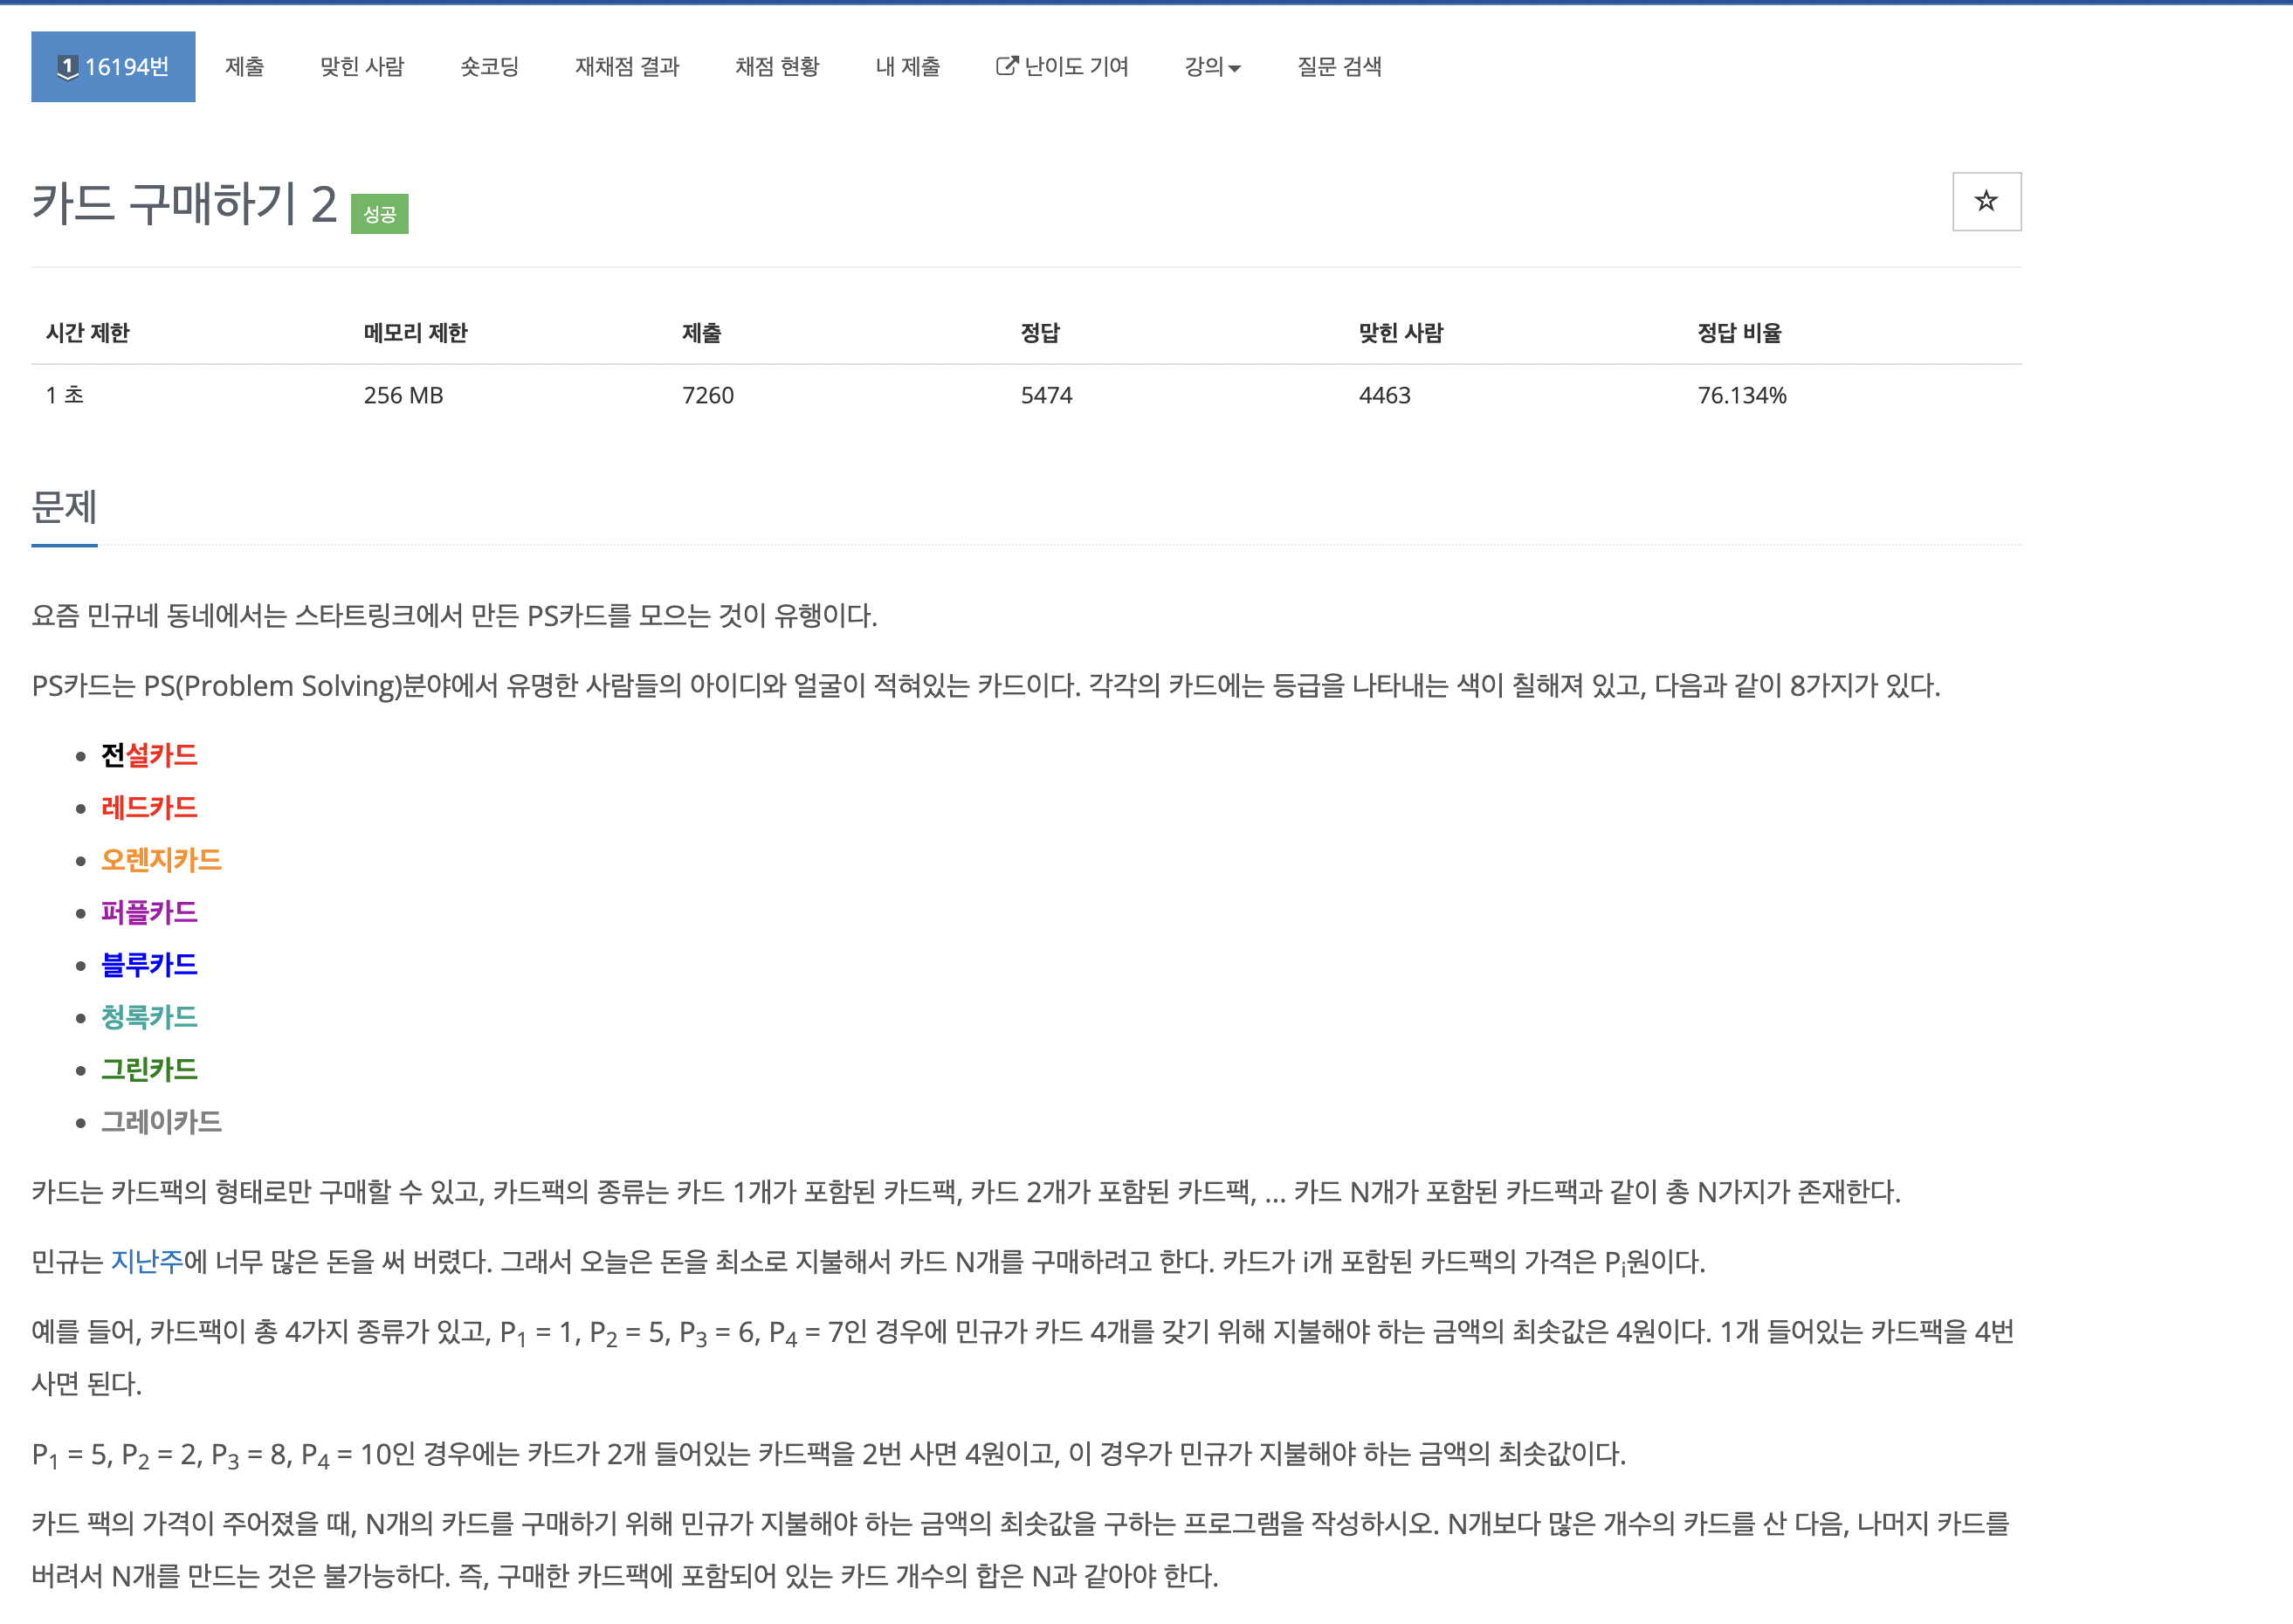 1 16194번 제출 맞힌 사람 숏코딩 재채점 결과 채점 현황 내 제출 난이도 기여 강의 질문 검색
카드 구매하기 2 성공
시간 제한 메모리 제한 제출 정답 맞힌 사람 정답 비율
1 초 256 MB 7260 5474 4463 76.134%
문제
요즘 민규네 동네에서는 스타트링크에서 만든 PS카드를 모으는 것이 유행이다.
PS카드는 PS(Problem Solving)분야에서 유명한 사람들의 아이디와 얼굴이 적혀있는 카드이다. 각각의 카드에는 등급을 나타내는 색이 칠해져 있고, 다음과 같이 8가지가 있다.
• 전설카드
• 레드카드
• 오렌지카드
• 퍼플카드
• 블루카드
• 청록카드
• 그린카드
• 그레이카드
카드는 카드팩의 형태로만 구매할 수 있고, 카드팩의 종류는 카드 1개가 포함된 카드팩, 카드 2개가 포함된 카드팩, ... 카드 N개가 포함된 카드팩과 같이 총 N가지가 존재한다.
민규는 지난주에 너무 많은 돈을 써 버렸다. 그래서 오늘은 돈을 최소로 지불해서 카드 N개를 구매하려고 한다. 카드가 i개 포함된 카드팩의 가격은 Pi원이다.
예를 들어, 카드팩이 총 4가지 종류가 있고, P1 = 1, P2 = 5, P3 = 6, P4 = 7인 경우에 민규가 카드 4개를 갖기 위해 지불해야 하는 금액의 최솟값은 4원이다. 1개 들어있는 카드팩을 4번
사면 된다.
P1 = 5, P2 = 2, P3 = 8, P4 = 10인 경우에는 카드가 2개 들어있는 카드팩을 2번 사면 4원이고, 이 경우가 민규가 지불해야 하는 금액의 최솟값이다.
카드 팩의 가격이 주어졌을 때, N개의 카드를 구매하기 위해 민규가 지불해야 하는 금액의 최솟값을 구하는 프로그램을 작성하시오. N개보다 많은 개수의 카드를 산 다음, 나머지 카드를
버려서 N개를 만드는 것은 불가능하다. 즉, 구매한 카드팩에 포함되어 있는 카드 개수의 합은 N과 같아야 한다.